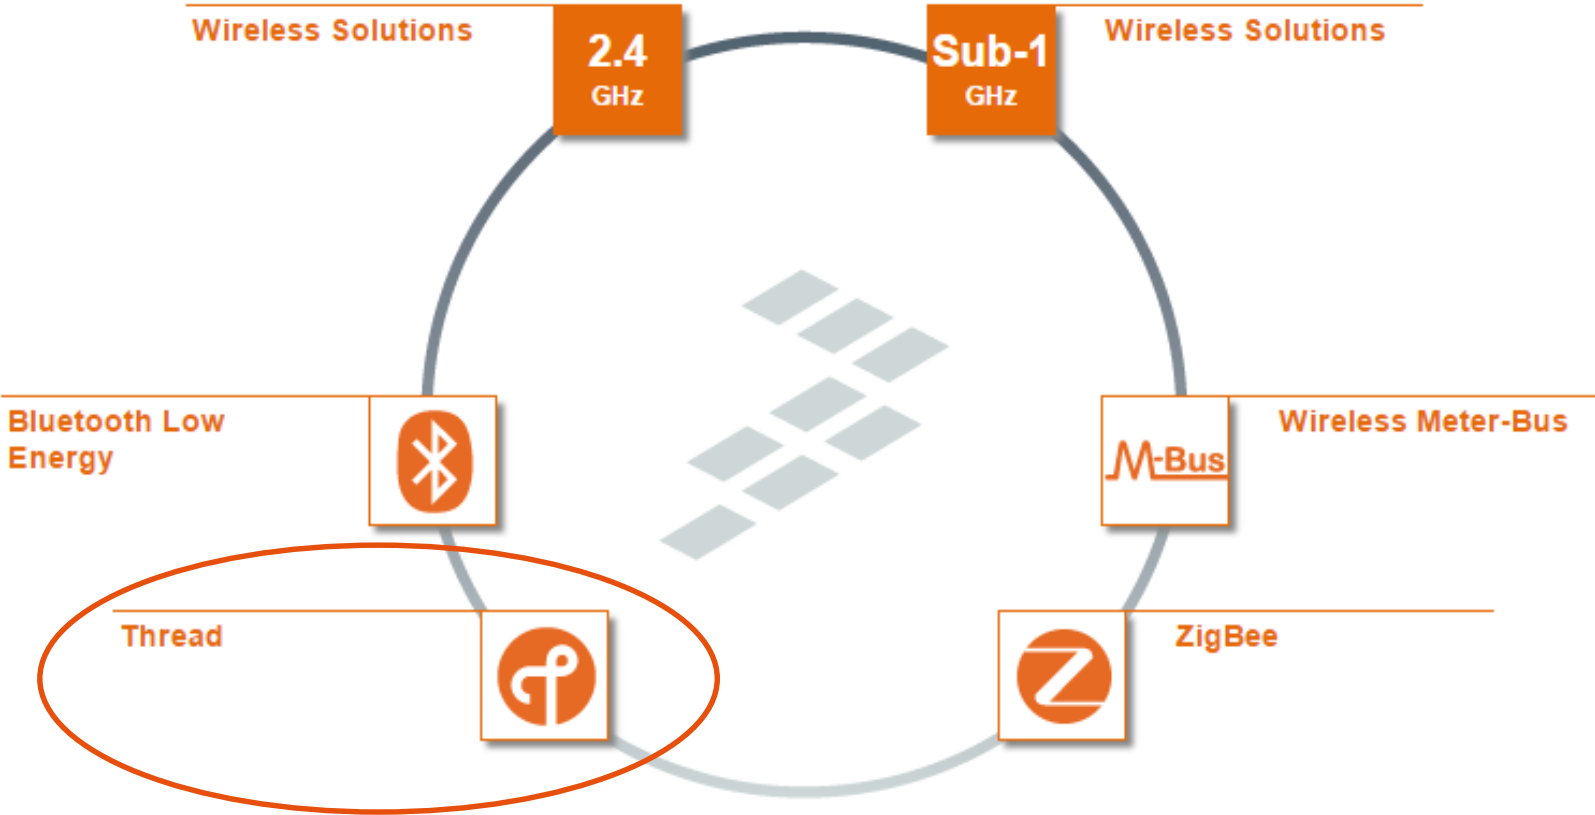 Wireless Solutions
2.4
GHz
Sub-1
GHz
Wireless Solutions
Bluetooth Low
Energy
M-Bus
Wireless Meter-Bus
Thread
ZigBee